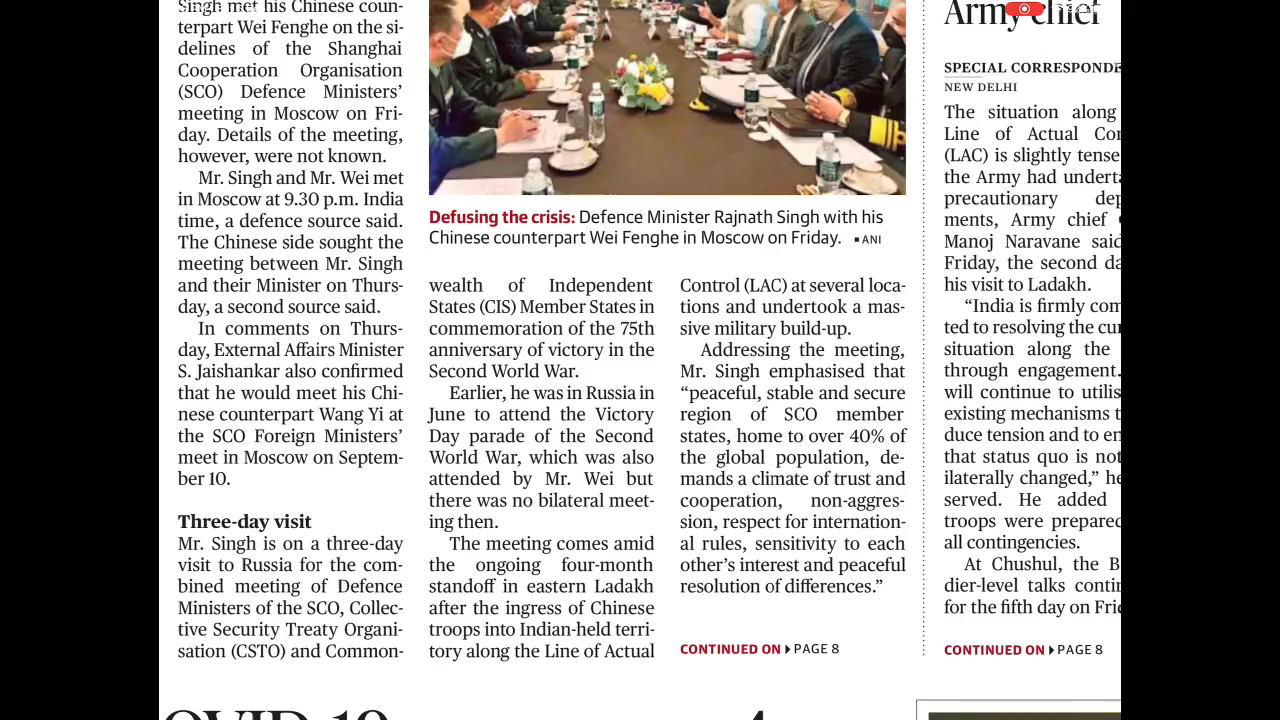 Singh met his Chinese coun-
terpart Wei Fenghe on the si-
delines of the Shanghai
Cooperation Organisation
(SCO) Defence Ministers'
meeting in Moscow on Fri-
day. Details of the meeting,
however, were not known.
Mr. Singh and Mr. Wei met
in Moscow at 9.30 p.m. India
time, a defence source said.
The Chinese side sought the
meeting between Mr. Singh
and their Minister on Thurs-
day, a second source said.
In comments on Thurs-
day, External Affairs Minister
S. Jaishankar also confirmed
that he would meet his Chi-
nese counterpart Wang Yi at
the SCO Foreign Ministers'
meet in Moscow on Septem-
ber 10.
Three-day visit
Mr. Singh is on a three-day
visit to Russia for the com-
bined meeting of Defence
Ministers of the SCO, Collec-
tive Security Treaty Organi-
sation (CSTO) and Common-
Defusing the crisis: Defence Minister Rajnath Singh with his
Chinese counterpart Wei Fenghe in Moscow on Friday. ▪ ANI
wealth of Independent
States (CIS) Member States in
commemoration of the 75th
anniversary of victory in the
Second World War.
Earlier, he was in Russia in
June to attend the Victory
Day parade of the Second
World War, which was also
attended by Mr. Wei but
there was no bilateral meet-
ing then.
The meeting comes amid
the ongoing four-month
standoff in eastern Ladakh
after the ingress of Chinese
troops into Indian-held terri-
tory along the Line of Actual
Control (LAC) at several loca-
tions and undertook a mas-
sive military build-up.
Addressing the meeting,
Mr. Singh emphasised that
"peaceful, stable and secure
region of SCO member
states, home to over 40% of
the global population, de-
mands a climate of trust and
cooperation, non-aggres-
sion, respect for internation-
al rules, sensitivity to each
other's interest and peaceful
resolution of differences."
CONTINUED ON PAGE 8
Army chief
SPECIAL CORRESPONDE
NEW DELHI
The situation along
Line of Actual Con
(LAC) is slightly tense
the Army had underta
precautionary dep
ments, Army chief
Manoj Naravane said
Friday, the second da
his visit to Ladakh.
"India is firmly com
ted to resolving the cur
situation along the
through engagement.
will continue to utilis
existing mechanisms t
duce tension and to en
that status quo is not
ilaterally changed," he
served. He added
troops were prepared
all contingencies.
At Chushul, the B
dier-level talks contin
for the fifth day on Frid
CONTINUED ON PAGE 8
OVID-19